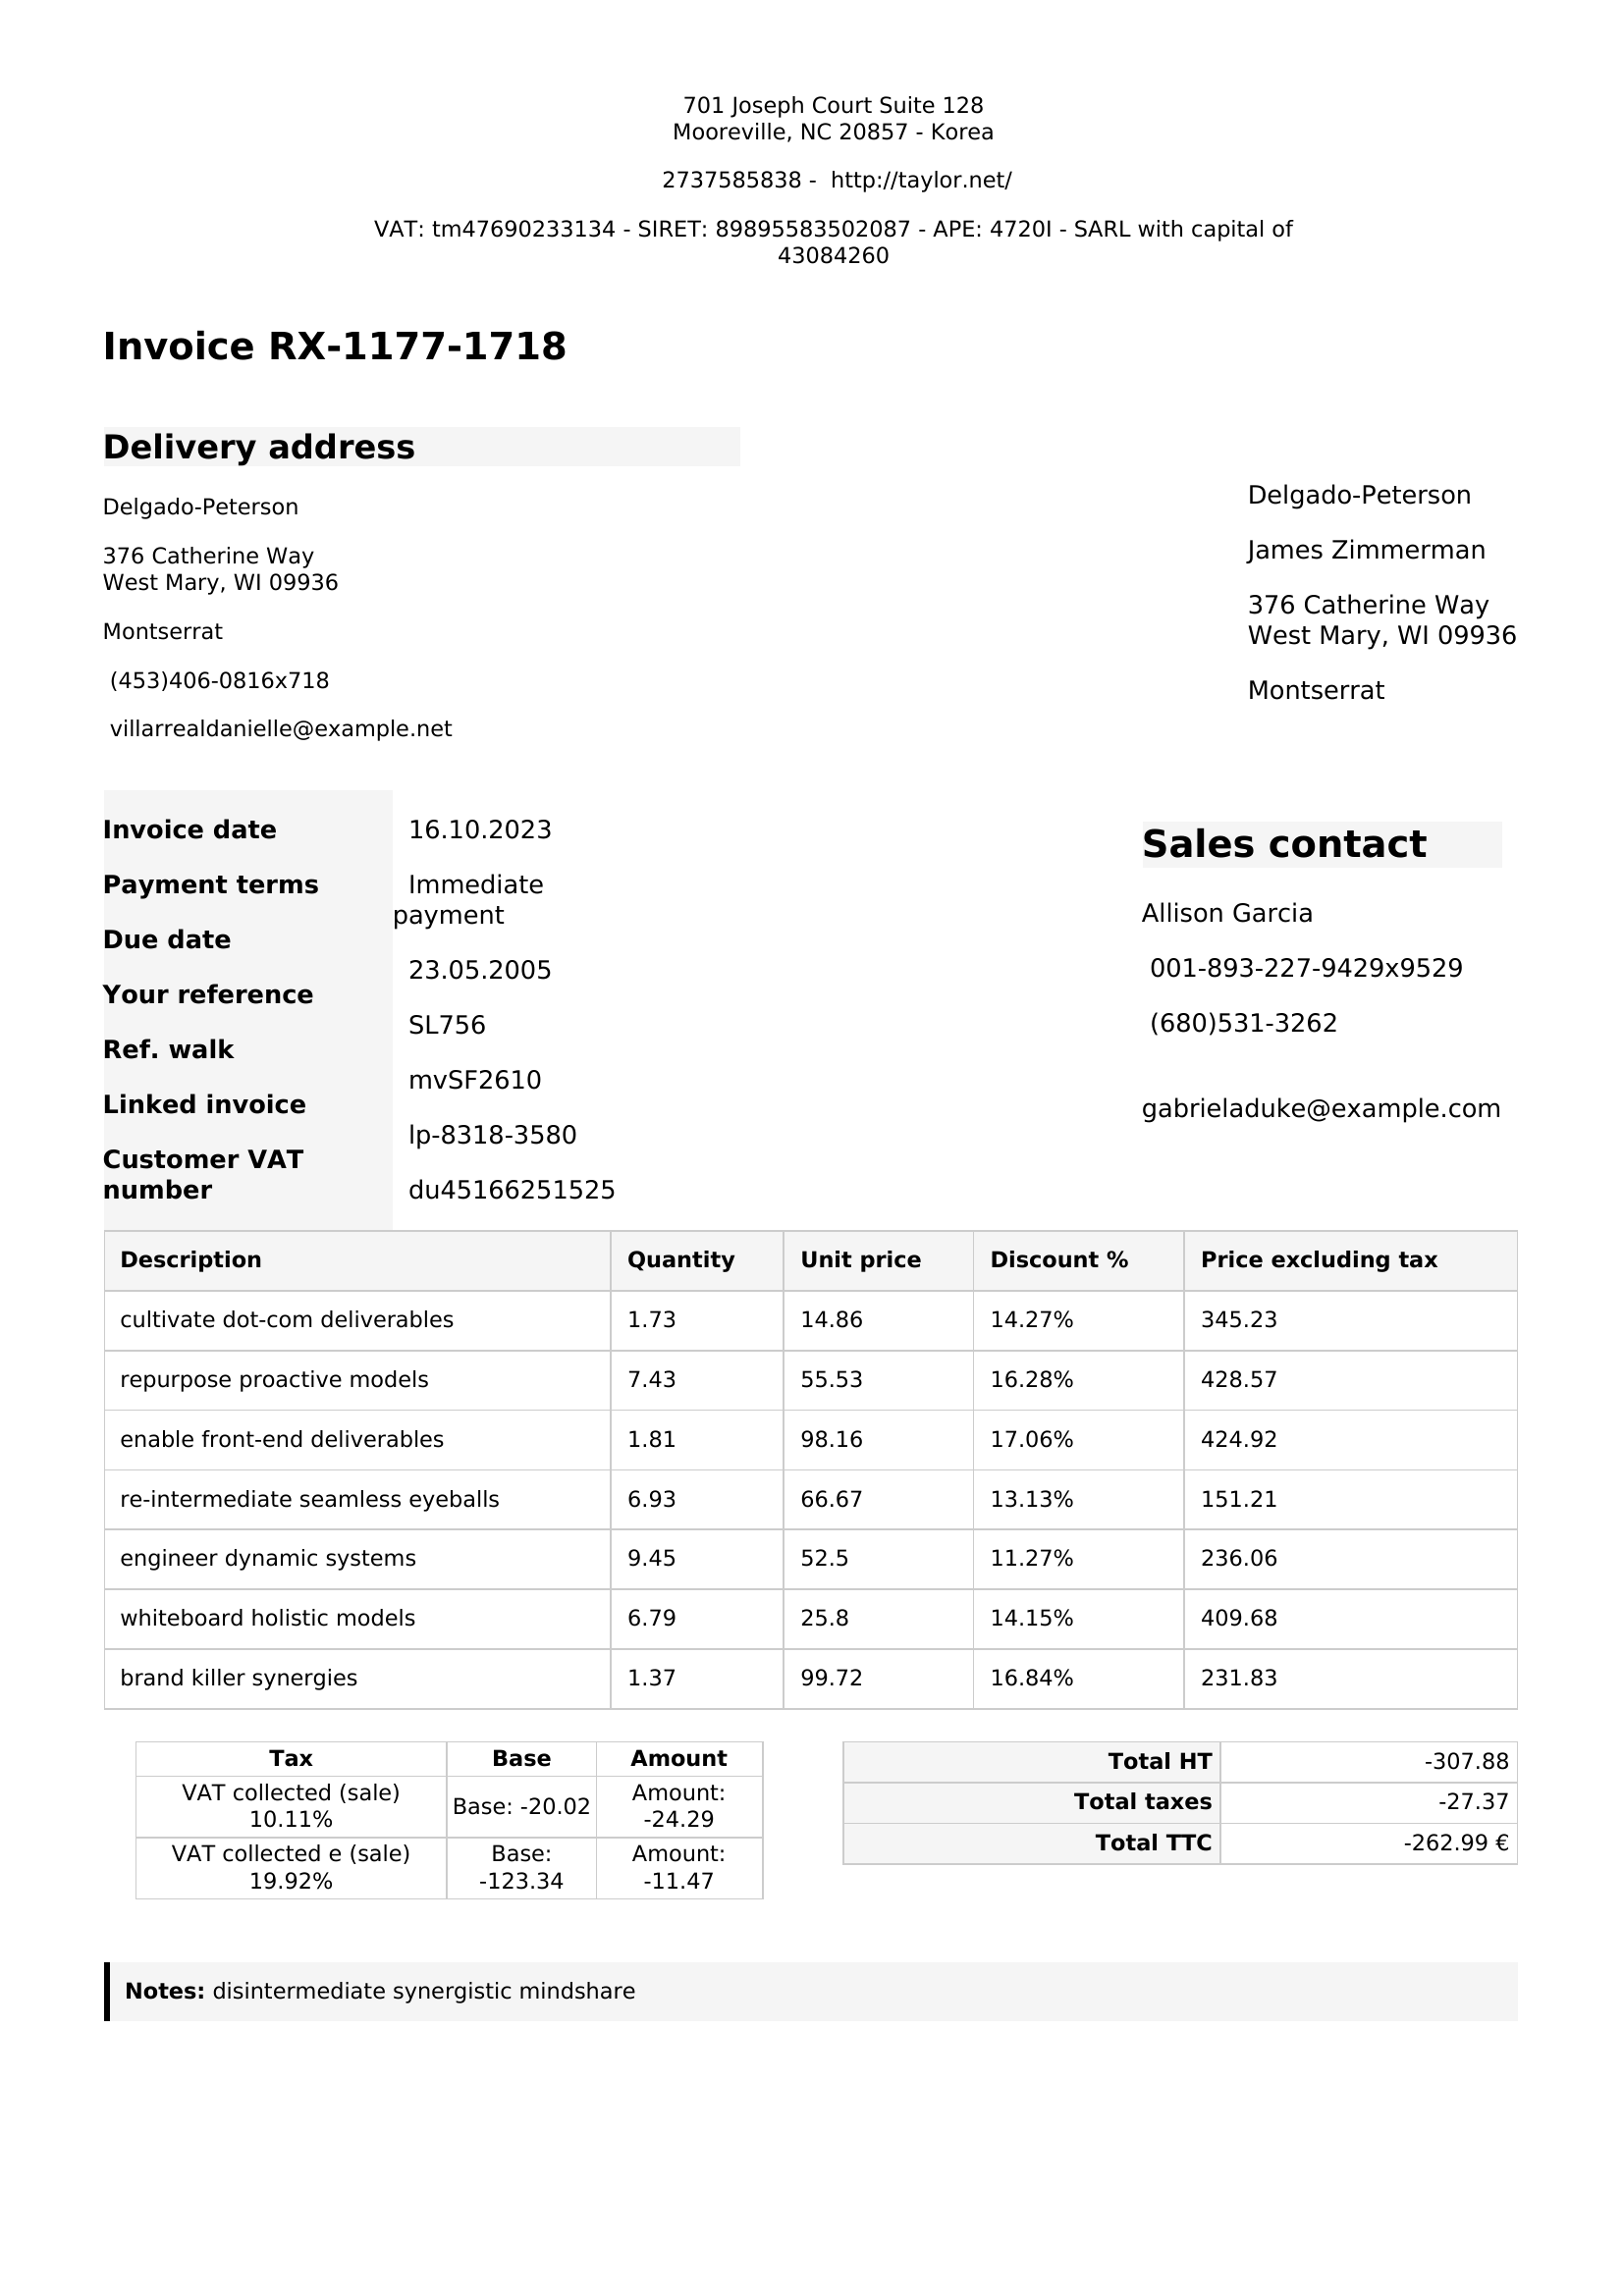 701 Joseph Court Suite 128
Mooreville, NC 20857 - Korea
2737585838 -  http://taylor.net/
VAT: tm47690233134 - SIRET: 89895583502087 - APE: 4720I - SARL with capital of
43084260
Invoice RX-1177-1718
Delivery address
Delgado-Peterson
376 Catherine Way
West Mary, WI 09936
Montserrat
(453)406-0816x718
villarrealdanielle@example.net
Delgado-Peterson
James Zimmerman
376 Catherine Way
West Mary, WI 09936
Montserrat
Invoice date
Payment terms
Due date
Your reference
Ref. walk
Linked invoice
Customer VAT
number
16.10.2023
Immediate
payment
23.05.2005
SL756
mvSF2610
lp-8318-3580
du45166251525
Sales contact
Allison Garcia
001-893-227-9429x9529
(680)531-3262
gabrieladuke@example.com
Description Quantity Unit price Discount % Price excluding tax
cultivate dot-com deliverables 1.73 14.86 14.27% 345.23
repurpose proactive models 7.43 55.53 16.28% 428.57
enable front-end deliverables 1.81 98.16 17.06% 424.92
re-intermediate seamless eyeballs 6.93 66.67 13.13% 151.21
engineer dynamic systems 9.45 52.5 11.27% 236.06
whiteboard holistic models 6.79 25.8 14.15% 409.68
brand killer synergies 1.37 99.72 16.84% 231.83
Tax Base Amount
VAT collected (sale)
10.11%
Base: -20.02
Amount:
-24.29
VAT collected e (sale)
19.92%
Base:
-123.34
Amount:
-11.47
Total HT -307.88
Total taxes -27.37
Total TTC -262.99 €
Notes: disintermediate synergistic mindshare